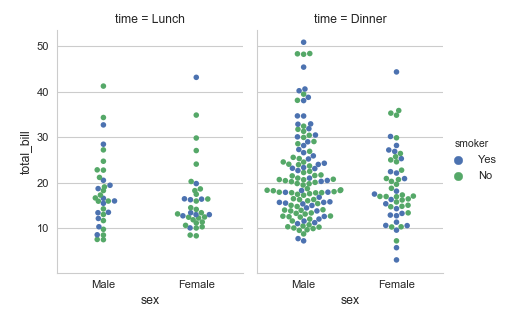 time = Lunch
time = Dinner
total_bill
50
40
30
20
10
Male
Female
Male
Female
sex
sex
smoker
Yes
No